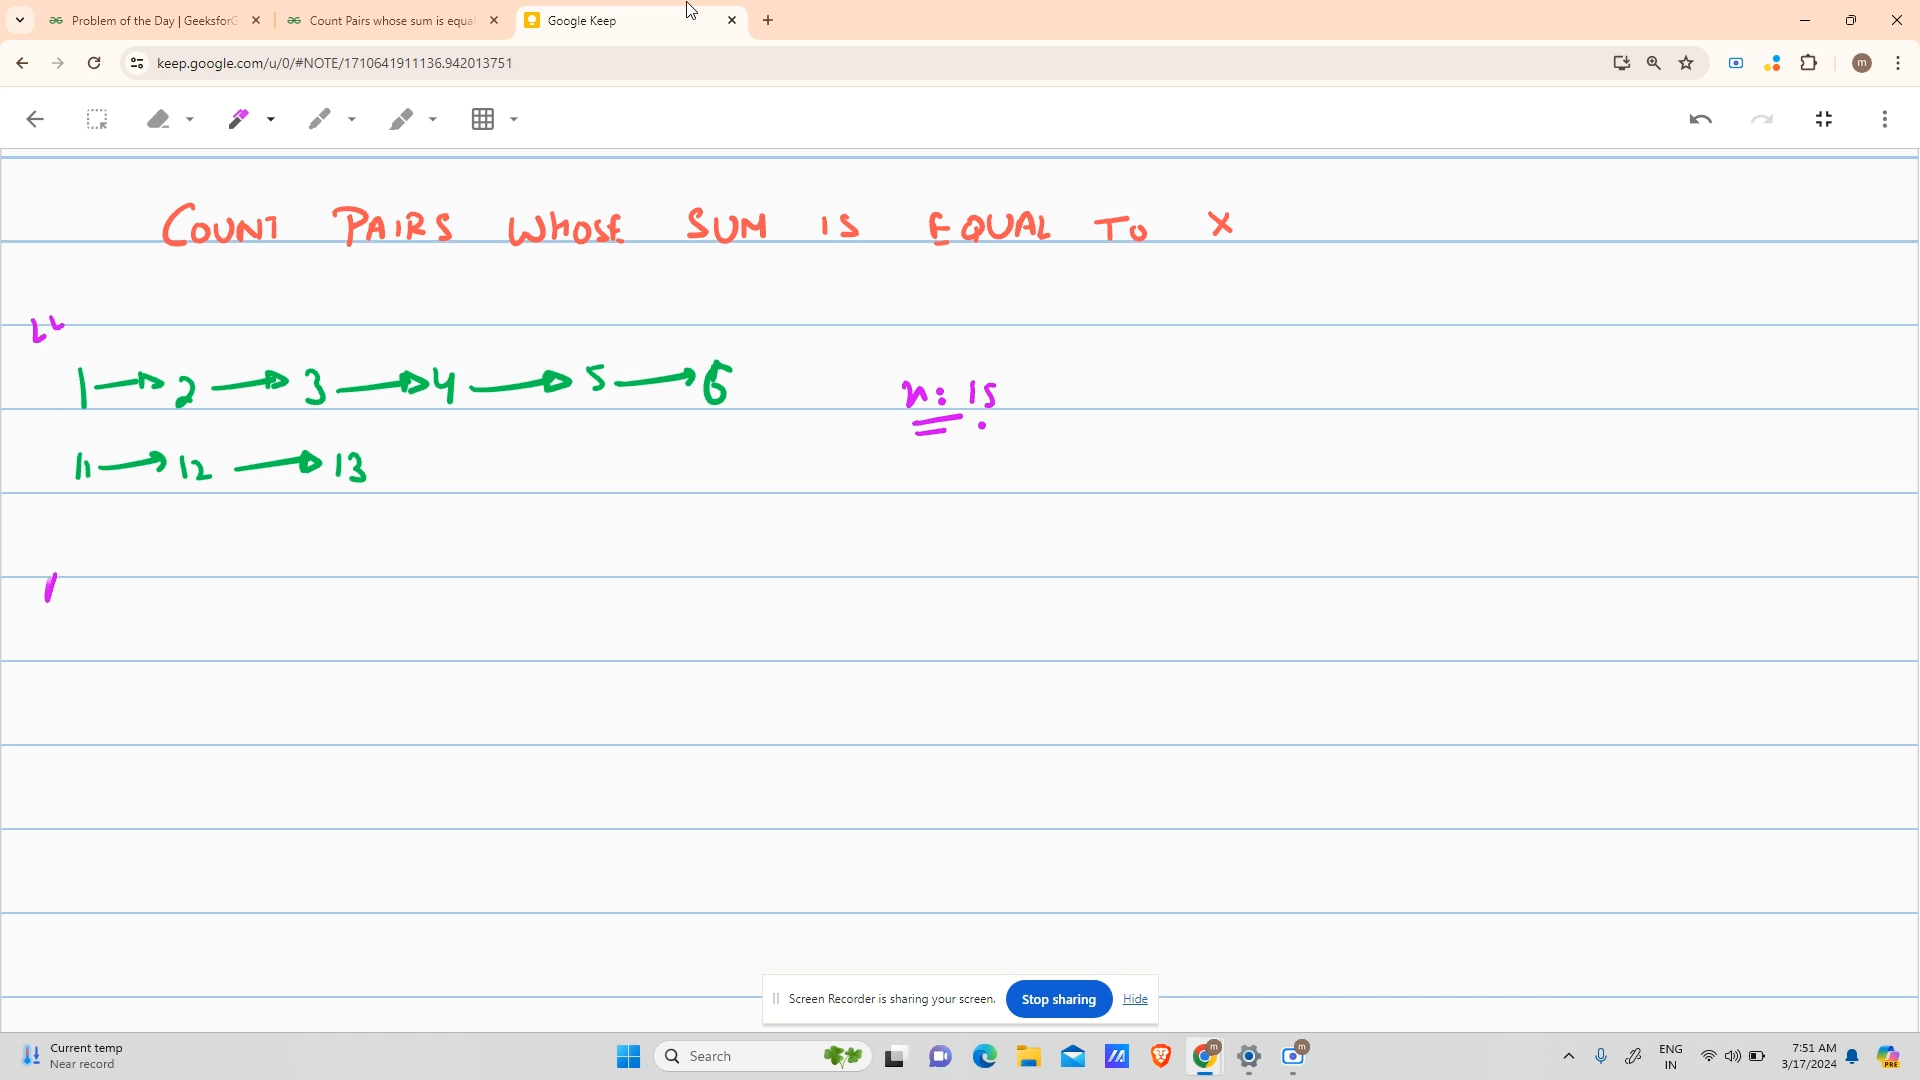 Problem of the Day | GeeksforG
Count Pairs whose sum is equa
Google Keep
keep.google.com/u/0/#NOTE/1710641911136.942013751
m
COUNT PAIRS WHOSE SUM IS EQUAL TO X
LL
1 → 2 → 3 → 4 → 5 → 6
x: 15
11 → 12 → 13
Screen Recorder is sharing your screen.
Stop sharing
Hide
Current temp
Near record
Search
m
m
ENG
IN
7:51 AM
3/17/2024
PRE